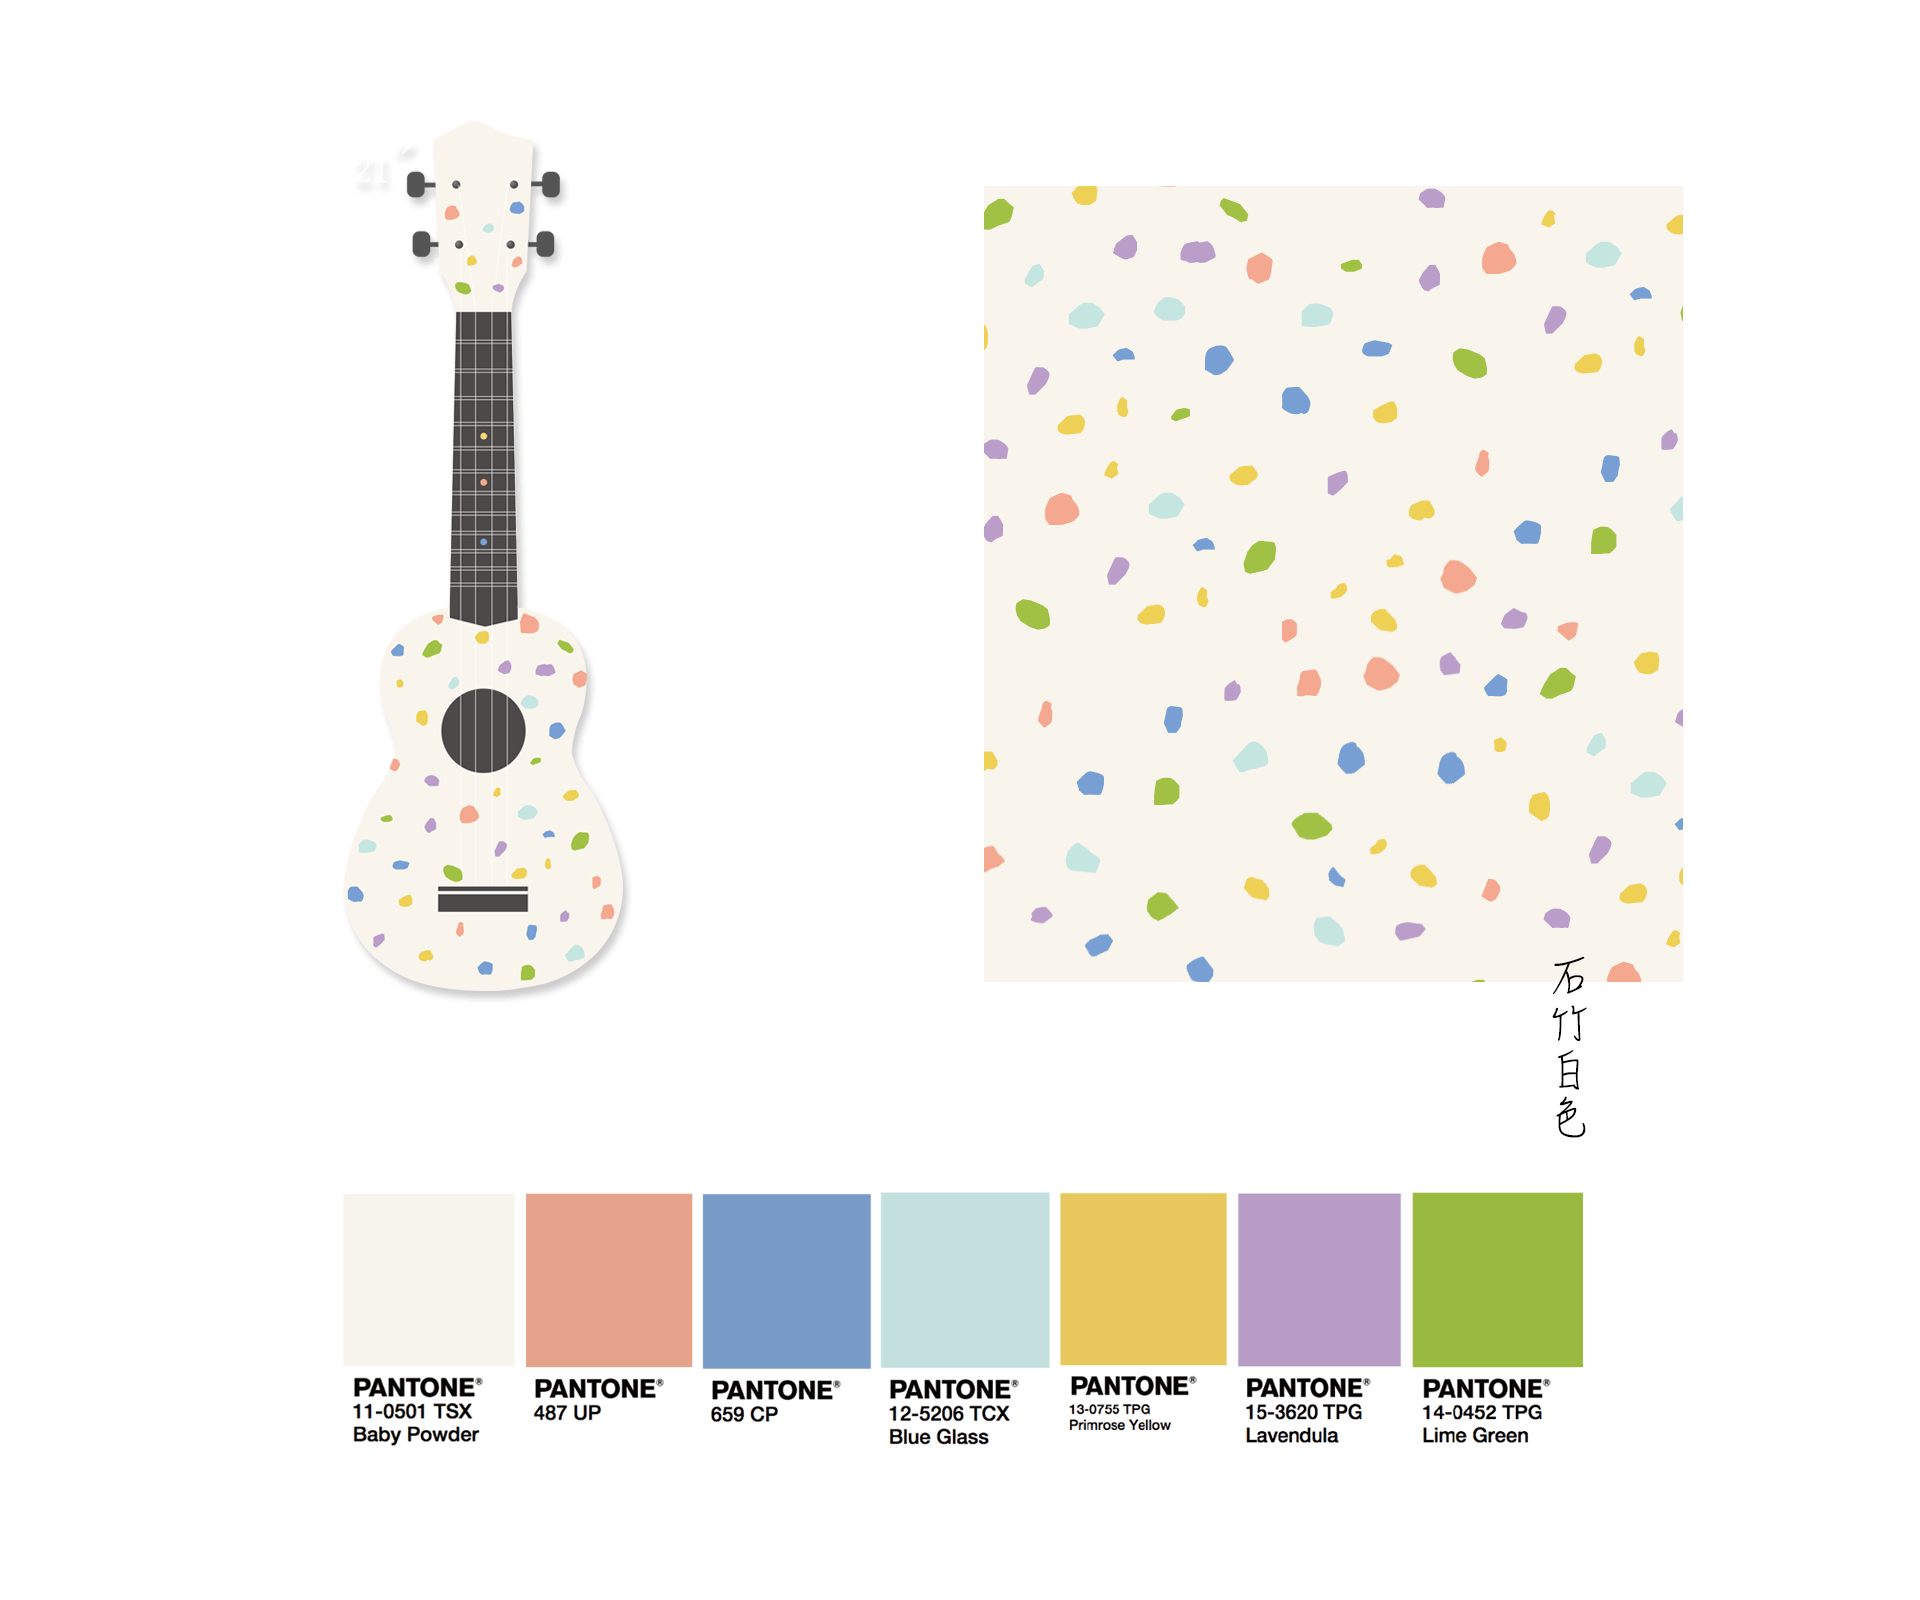 21"
石竹白色
PANTONE®
11-0501 TSX
Baby Powder
PANTONE®
487 UP
PANTONE®
659 CP
PANTONE®
12-5206 TCX
Blue Glass
PANTONE®
13-0755 TPG
Primrose Yellow
PANTONE®
15-3620 TPG
Lavendula
PANTONE®
14-0452 TPG
Lime Green